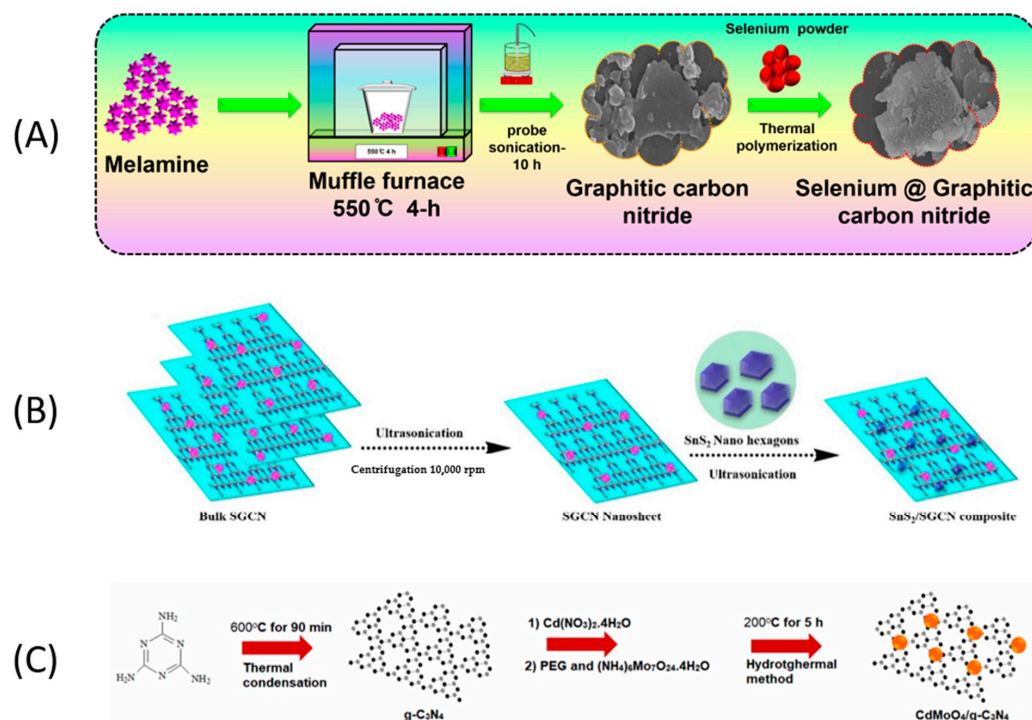 (A)
Melamine
550℃ 4 h
Muffle furnace
550℃ 4-h
probe
sonication-
10 h
Graphitic carbon
nitride
Selenium powder
Thermal
polymerization
Selenium @ Graphitic
carbon nitride
(B)
Bulk SGCN
Ultrasonication
Centrifugation 10,000 rpm
SGCN Nanosheet
SnS₂ Nano hexagons
Ultrasonication
SnS₂/SGCN composite
(C)
NH₂
N
N
H₂N
N
NH₂
600°C for 90 min
Thermal
condensation
g-C₃N₄
1) Cd(NO₃)₂.4H₂O
2) PEG and (NH₄)₆Mo₇O₂₄.4H₂O
200°C for 5 h
Hydrotghermal
method
CdMoO₄/g-C₃N₄